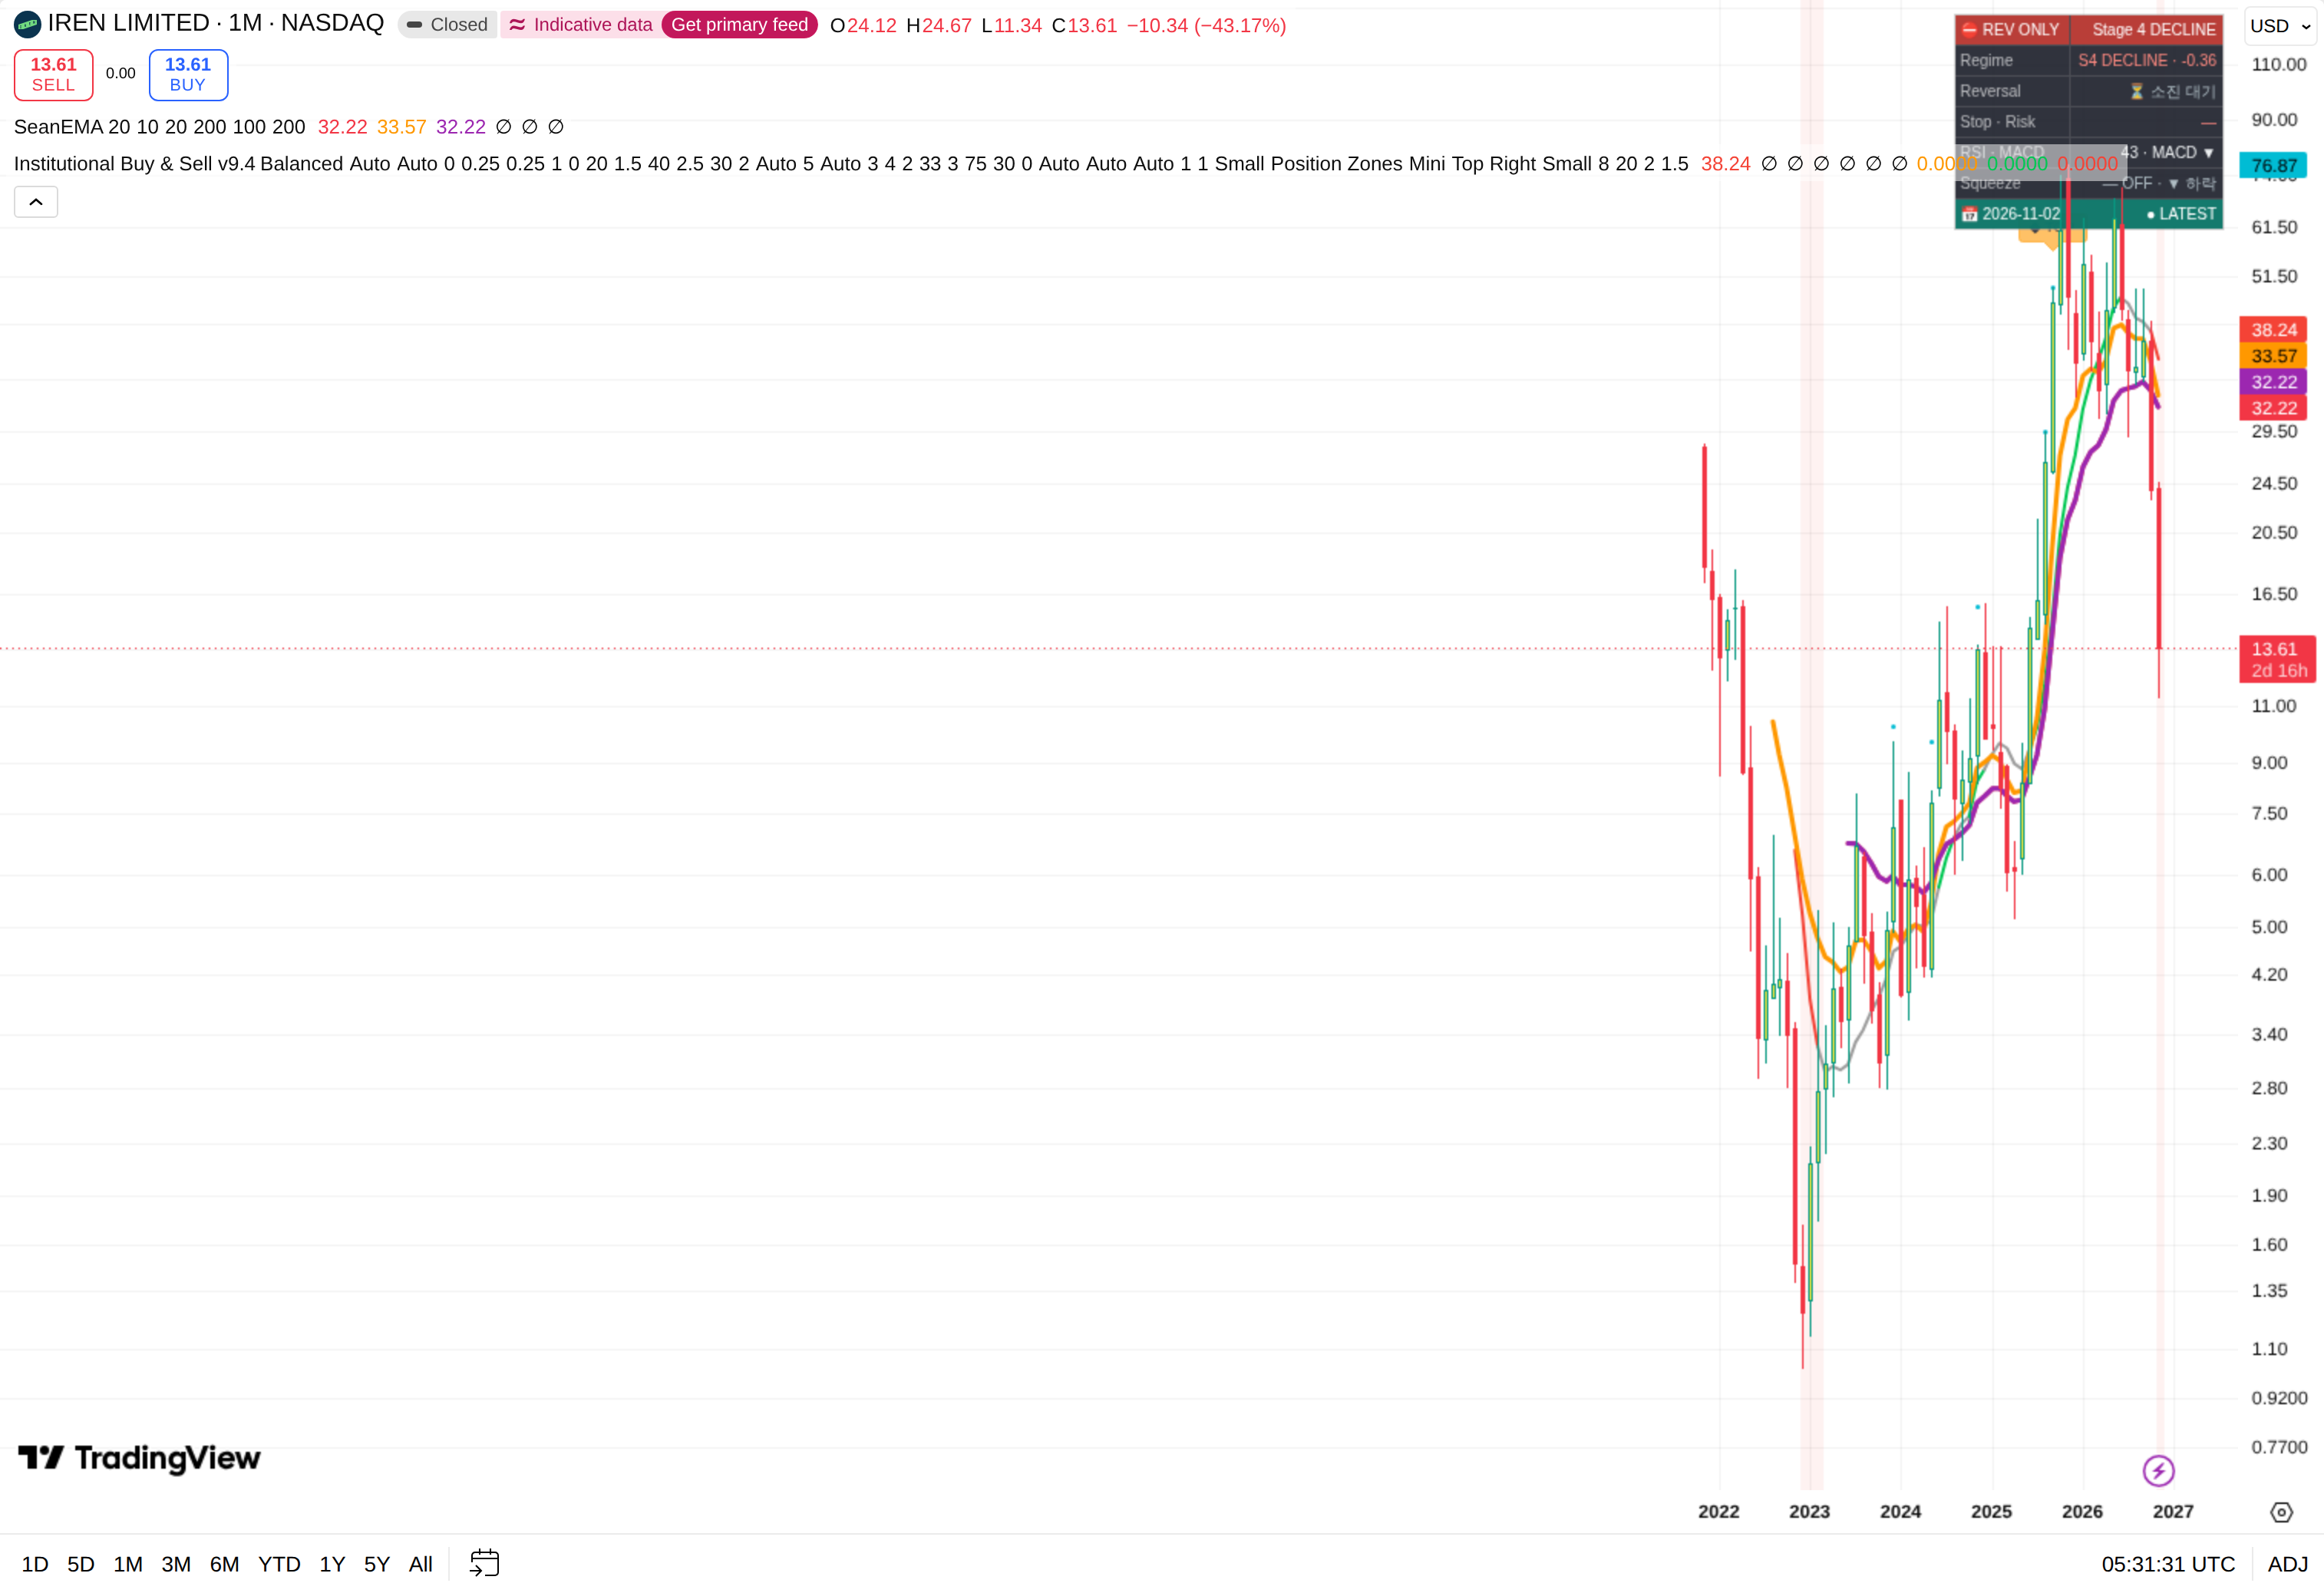 IREN LIMITED · 1M · NASDAQ Closed Indicative data Get primary feed O24.12 H24.67 L11.34 C13.61 −10.34 (−43.17%)
13.61 SELL 0.00 13.61 BUY
SeanEMA 20 10 20 200 100 200 32.22 33.57 32.22 ∅ ∅ ∅
Institutional Buy & Sell v9.4 Balanced Auto Auto 0 0.25 0.25 1 0 20 1.5 40 2.5 30 2 Auto 5 Auto 3 4 2 33 3 75 30 0 Auto Auto Auto 1 1 Small Position Zones Mini Top Right Small 8 20 2 1.5 38.24 ∅ ∅ ∅ ∅ ∅ ∅ 0.0000 0.0000 0.0000
REV ONLY Stage 4 DECLINE
Regime S4 DECLINE · -0.36
Reversal ⏳ 소진 대기
Stop · Risk —
RSI · MACD 43 · MACD ▼
Squeeze — OFF · ▼ 하락
2026-11-02 ● LATEST
USD
110.00
90.00
76.87
61.50
51.50
38.24
33.57
32.22
32.22
29.50
24.50
20.50
16.50
13.61
2d 16h
11.00
9.00
7.50
6.00
5.00
4.20
3.40
2.80
2.30
1.90
1.60
1.35
1.10
0.9200
0.7700
TradingView
2022 2023 2024 2025 2026 2027
1D 5D 1M 3M 6M YTD 1Y 5Y All 05:31:31 UTC ADJ